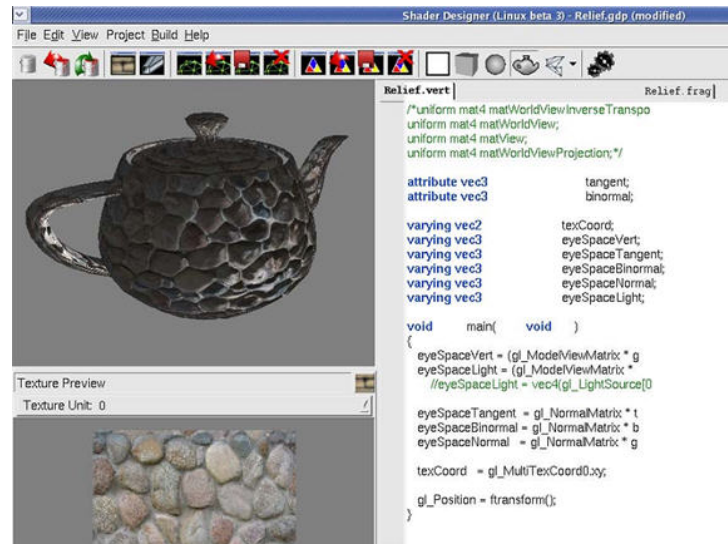 Shader Designer (Linux beta 3) - Relief.gdp (modified)
File Edit View Project Build Help
Relief.vert Relief.frag
/*uniform mat4 matWorldViewInverseTranspo
uniform mat4 matWorldView;
uniform mat4 matView;
uniform mat4 matWorldViewProjection;*/
attribute vec3 tangent;
attribute vec3 binormal;
varying vec2 texCoord;
varying vec3 eyeSpaceVert;
varying vec3 eyeSpaceTangent;
varying vec3 eyeSpaceBinormal;
varying vec3 eyeSpaceNormal;
varying vec3 eyeSpaceLight;
void main( void )
{
eyeSpaceVert = (gl_ModelViewMatrix * g
eyeSpaceLight = (gl_ModelViewMatrix *
//eyeSpaceLight = vec4(gl_LightSource[0
eyeSpaceTangent = gl_NormalMatrix * t
eyeSpaceBinormal = gl_NormalMatrix * b
eyeSpaceNormal = gl_NormalMatrix * g
texCoord = gl_MultiTexCoord0.xy;
gl_Position = ftransform();
}
Texture Preview
Texture Unit: 0